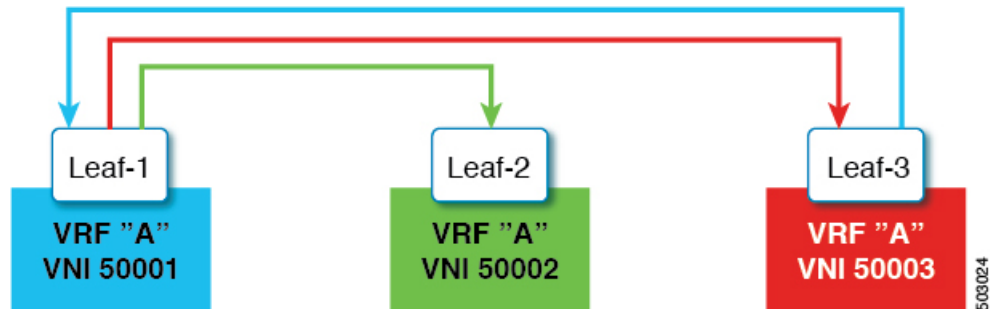 Leaf-1
Leaf-2
Leaf-3
VRF ”A”
VNI 50001
VRF ”A”
VNI 50002
VRF ”A”
VNI 50003
503024